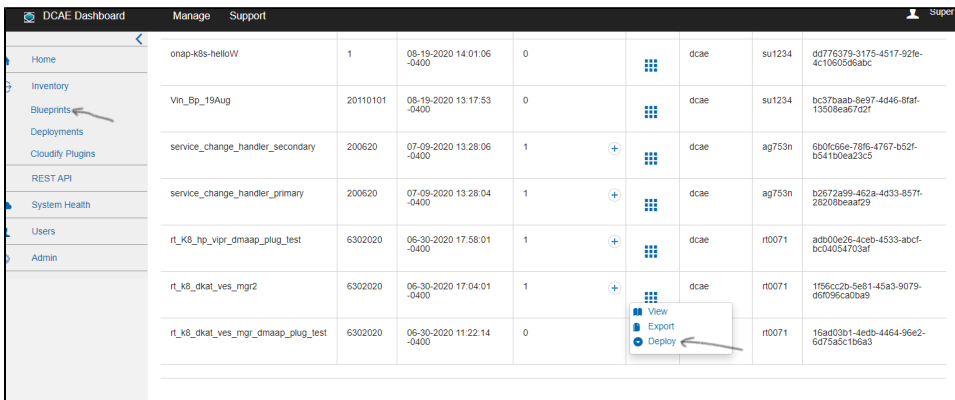 DCAE Dashboard Manage Support Super
Home
Inventory
Blueprints
Deployments
Cloudify Plugins
REST API
System Health
Users
Admin
onap-k8s-helloW 1 08-19-2020 14:01:06 0 dcae su1234 dd776379-3175-4517-92fe-
-0400 4c10605d6abc
Vin_Bp_19Aug 20110101 08-19-2020 13:17:53 0 dcae su1234 bc37baab-8e97-4d46-8faf-
-0400 13508ea67d2f
service_change_handler_secondary 200620 07-09-2020 13:28:06 1 dcae ag753n 6b0fc66e-78f6-4767-b52f-
-0400 b541b0ea23c5
service_change_handler_primary 200620 07-09-2020 13:28:04 1 dcae ag753n b2672a99-462a-4d33-857f-
-0400 28208beaaf29
rt_K8_hp_vipr_dmaap_plug_test 6302020 06-30-2020 17:58:01 1 dcae rt0071 adb00e26-4ceb-4533-abcf-
-0400 bc04054703af
rt_k8_dkat_ves_mgr2 6302020 06-30-2020 17:04:01 1 dcae rt0071 1f56cc2b-5e81-45a3-9079-
-0400 d6f096ca0ba9
View
Export
Deploy
rt_k8_dkat_ves_mgr_dmaap_plug_test 6302020 06-30-2020 11:22:14 0 rt0071 16ad03b1-4edb-4464-96e2-
-0400 6d75a5c1b6a3